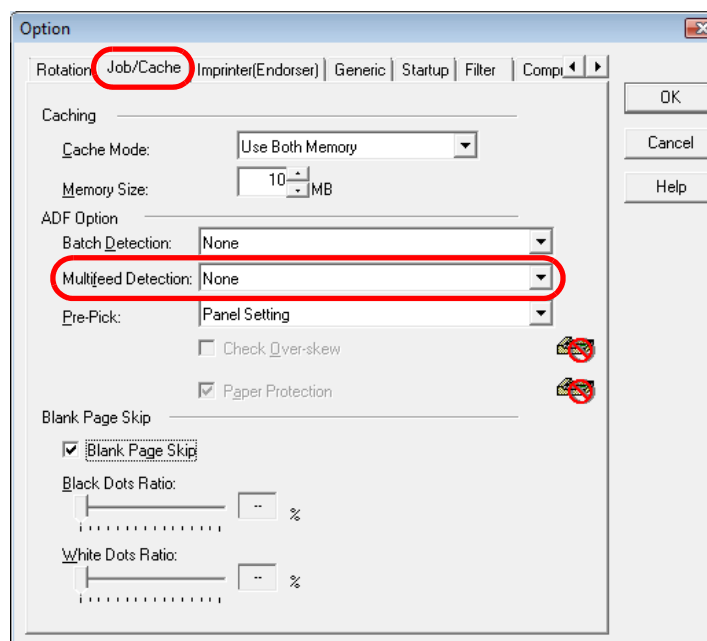 Option
Rotation Job/Cache Imprinter(Endorser) Generic Startup Filter
OK
Caching
Cache Mode: Use Both Memory
Cancel
Memory Size: 10 MB
Help
ADF Option
Batch Detection: None
Multifeed Detection: None
Pre-Pick: Panel Setting
Check Over-skew
Paper Protection
Blank Page Skip
Blank Page Skip
Black Dots Ratio:
-- %
White Dots Ratio:
-- %